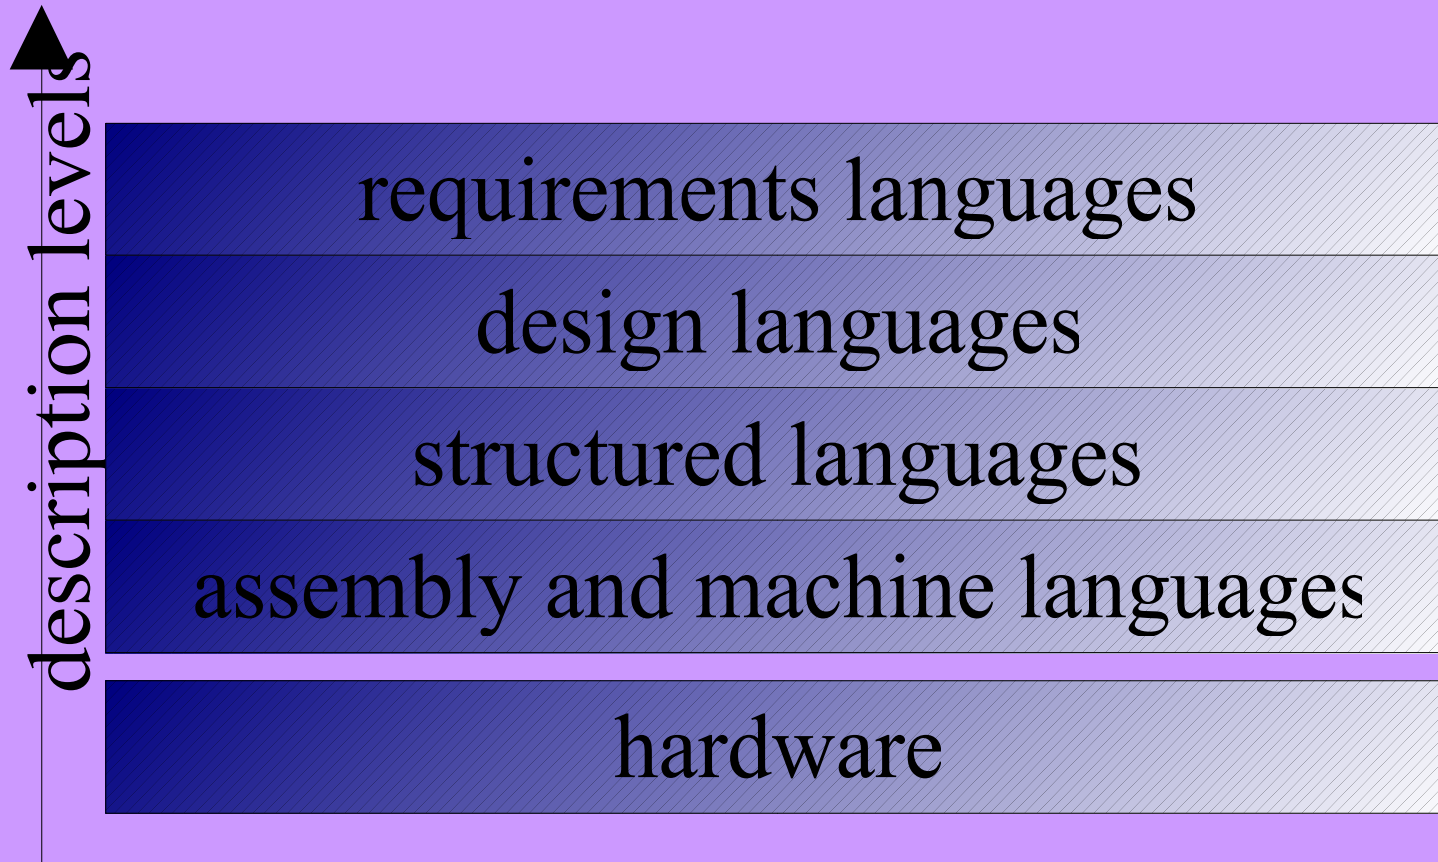 description levels
requirements languages
design languages
structured languages
assembly and machine languages
hardware